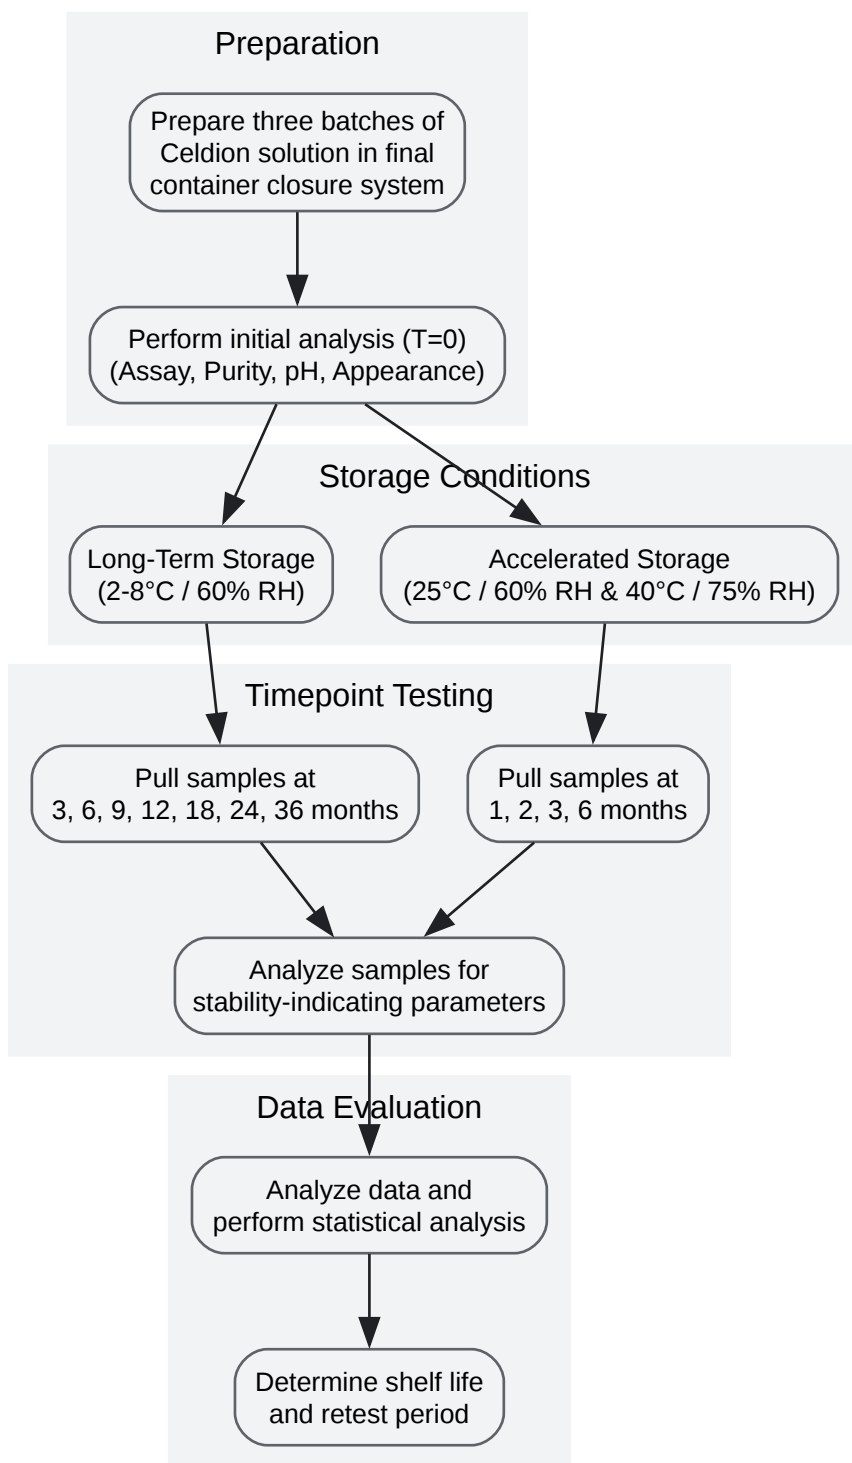 Preparation
Prepare three batches of
Celdion solution in final
container closure system
Perform initial analysis (T=0)
(Assay, Purity, pH, Appearance)
Storage Conditions
Long-Term Storage
(2-8°C / 60% RH)
Accelerated Storage
(25°C / 60% RH & 40°C / 75% RH)
Timepoint Testing
Pull samples at
3, 6, 9, 12, 18, 24, 36 months
Pull samples at
1, 2, 3, 6 months
Analyze samples for
stability-indicating parameters
Data Evaluation
Analyze data and
perform statistical analysis
Determine shelf life
and retest period